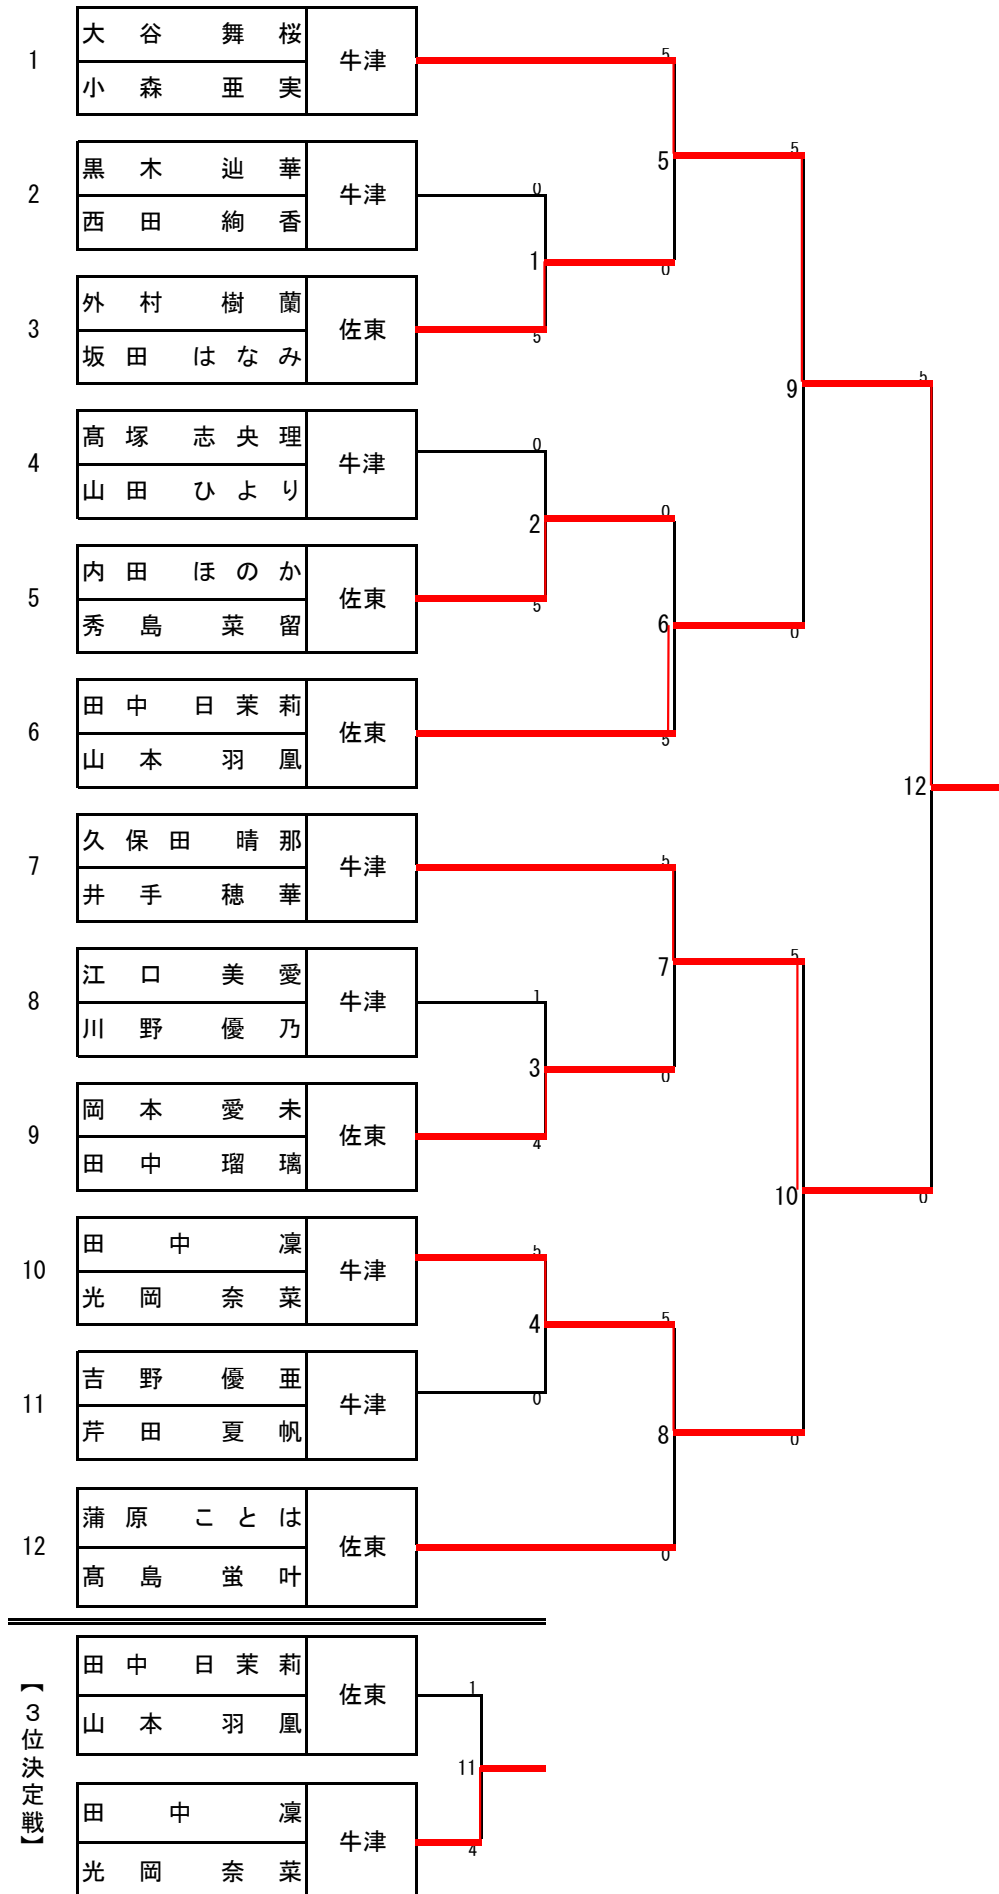 1 大谷 舞桜 牛津 5
小森 亜実
5 5
2 黒木 辿華 牛津 0
西田 絢香
1 0
3 外村 樹蘭 佐東 5
坂田 はなみ
9 5
4 髙塚 志央理 牛津 0
山田 ひより
2 0
5 内田 ほのか 佐東 5
秀島 菜留
6 0
6 田中 日茉莉 佐東 5
山本 羽凰
12
7 久保田 晴那 牛津 5
井手 穂華
7 5
8 江口 美愛 牛津 1
川野 優乃
3 0
9 岡本 愛未 佐東 4
田中 瑠璃
10 0
10 田中 凜 牛津 5
光岡 奈菜
4 5
11 吉野 優亜 牛津 0
芹田 夏帆
8 0
12 蒲原 ことは 佐東 0
髙島 蛍叶
【3位決定戦】
田中 日茉莉 佐東 1
山本 羽凰
11
田中 凜 牛津 4
光岡 奈菜